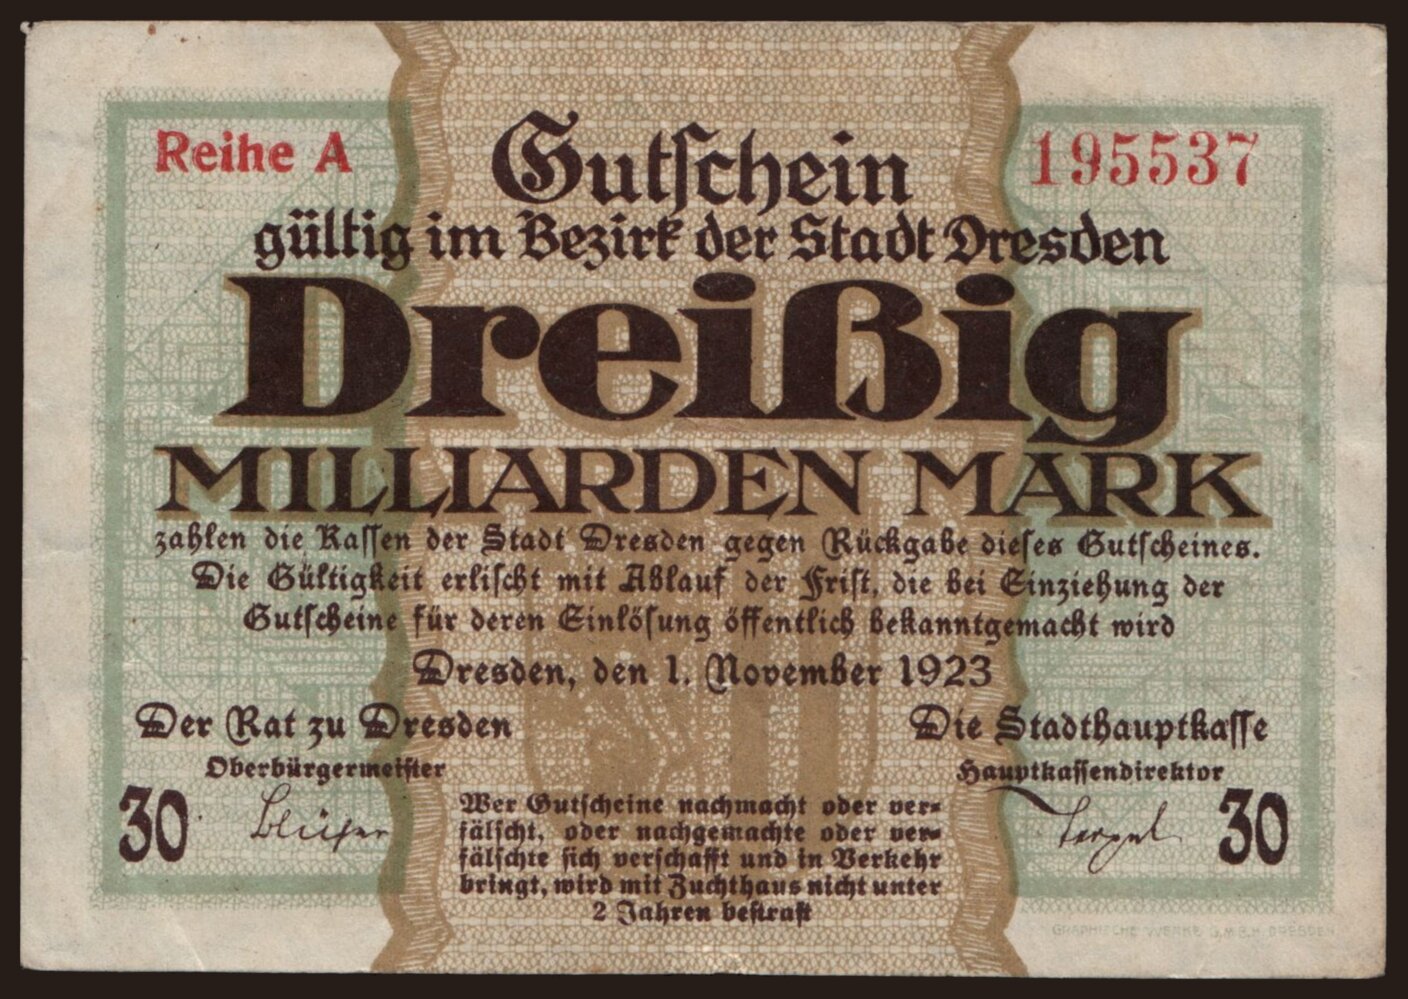 Reihe A
195537
Gutschein
gültig im Bezirk der Stadt Dresden
Dreißig
MILLIARDEN MARK
zahlen die Kassen der Stadt Dresden gegen Rückgabe dieses Gutscheines.
Die Gültigkeit erlischt mit Ablauf der Frist, die bei Einziehung der
Gutscheine für deren Einlösung öffentlich bekanntgemacht wird
Dresden, den 1. November 1923
Der Rat zu Dresden
Oberbürgermeister
Blüher
Die Stadthauptkasse
Hauptkassendirektor
30
30
Wer Gutscheine nachmacht oder ver-
fälscht, oder nachgemachte oder ver-
fälschte sich verschafft und in Verkehr
bringt, wird mit Zuchthaus nicht unter
2 Jahren bestraft
GRAPHISCHE WERKE G.M.B.H. DRESDEN